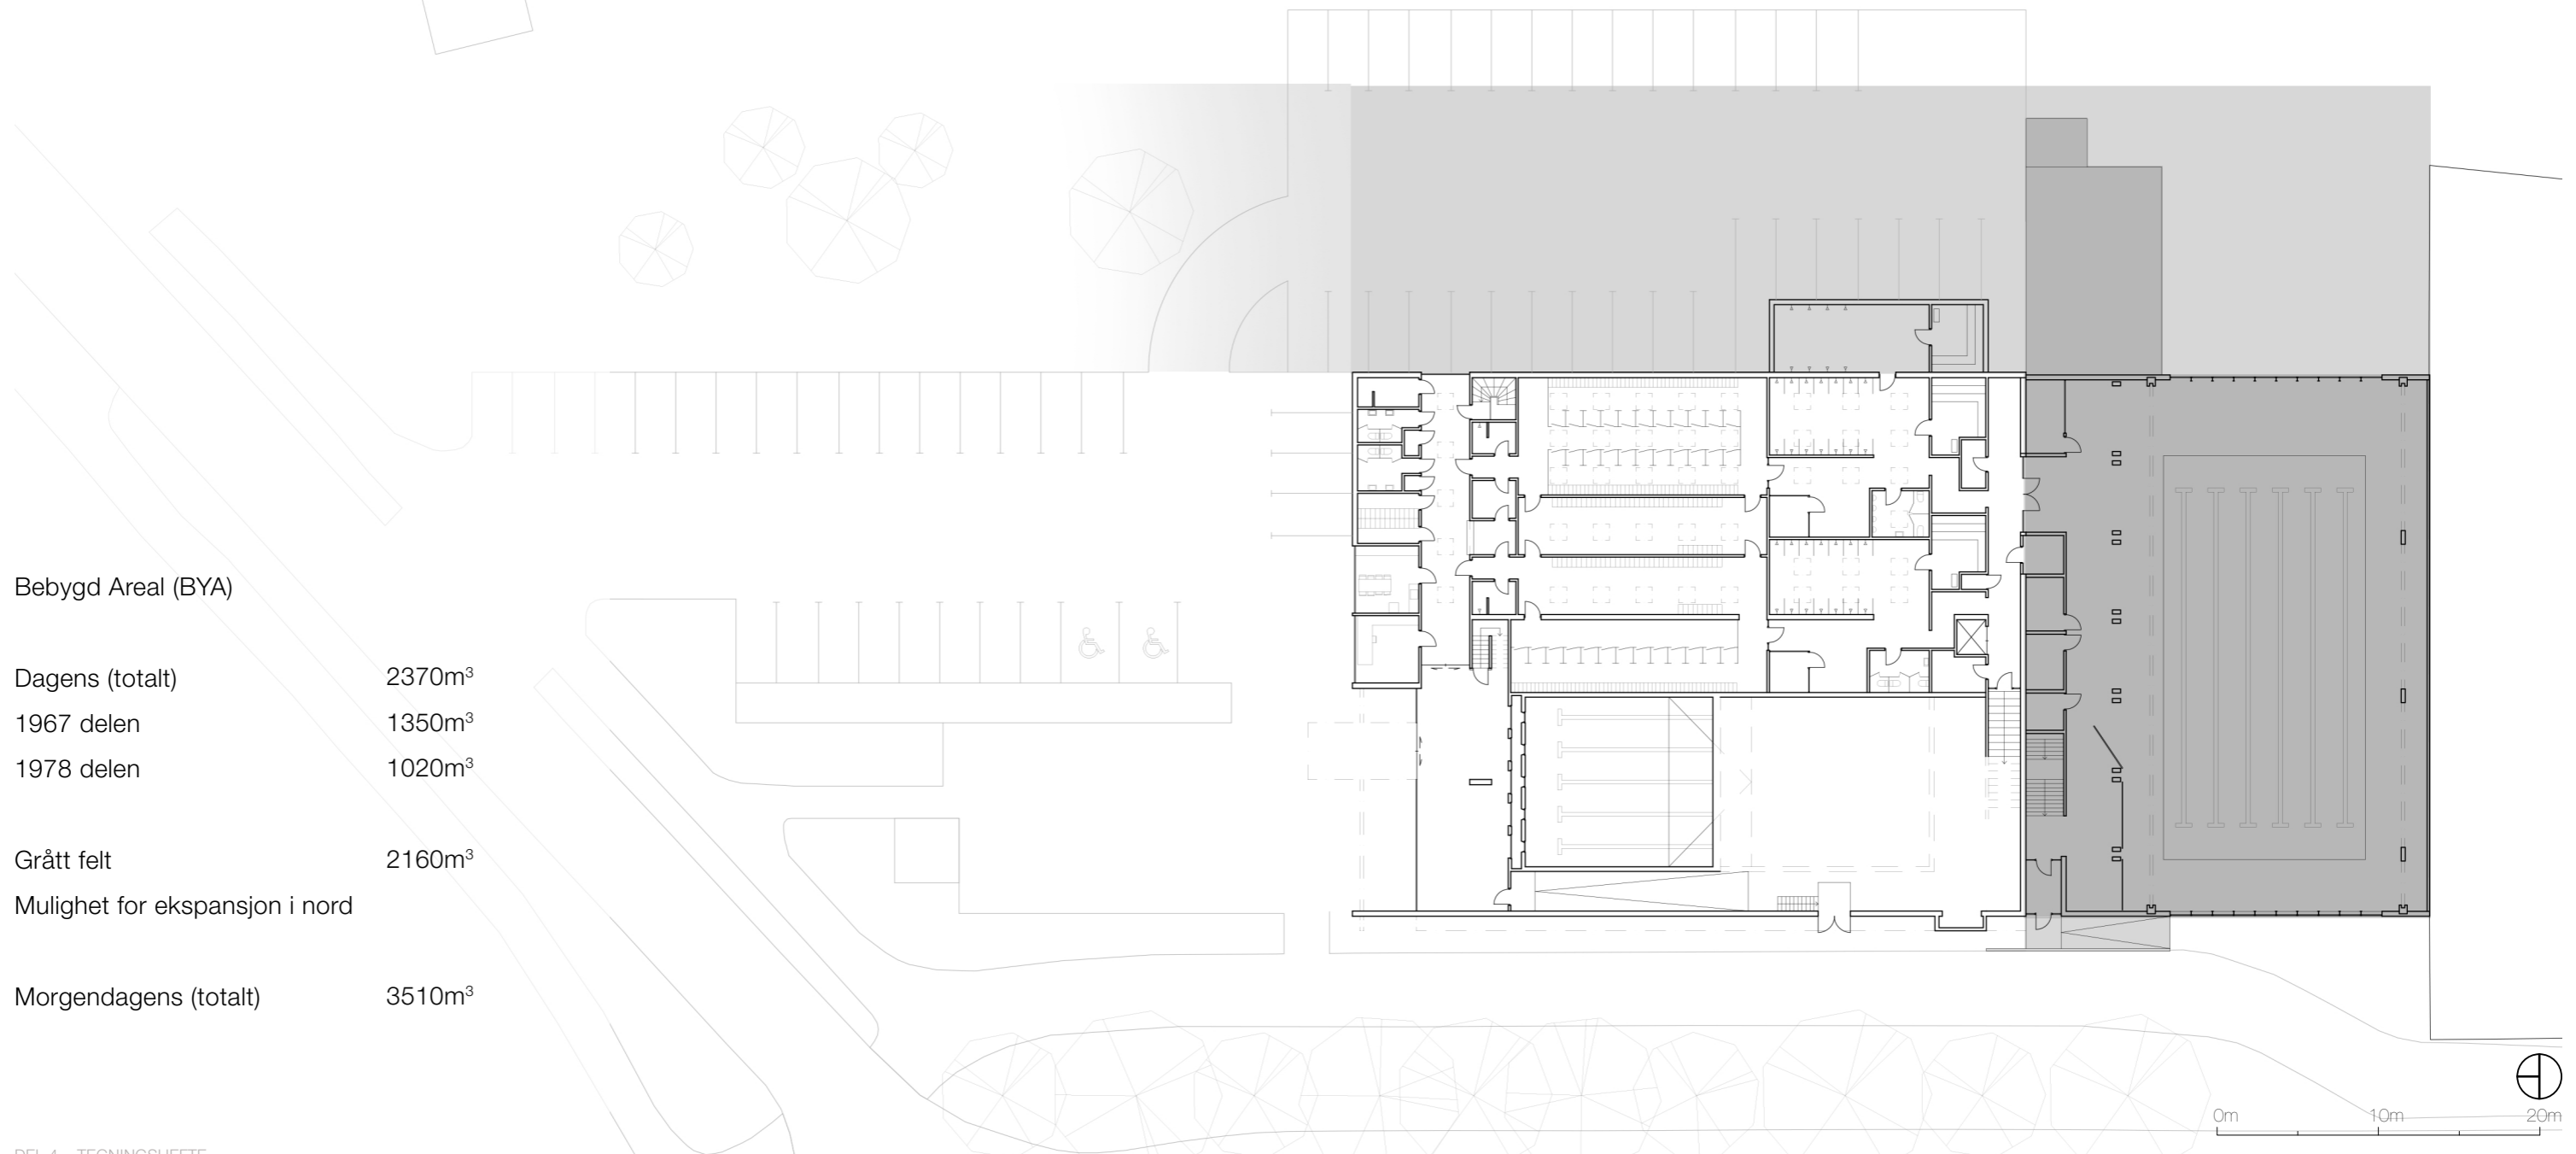 Bebygd Areal (BYA)
Dagens (totalt) 2370m³
1967 delen 1350m³
1978 delen 1020m³
Grått felt 2160m³
Mulighet for ekspansjon i nord
Morgendagens (totalt) 3510m³
0m 10m 20m